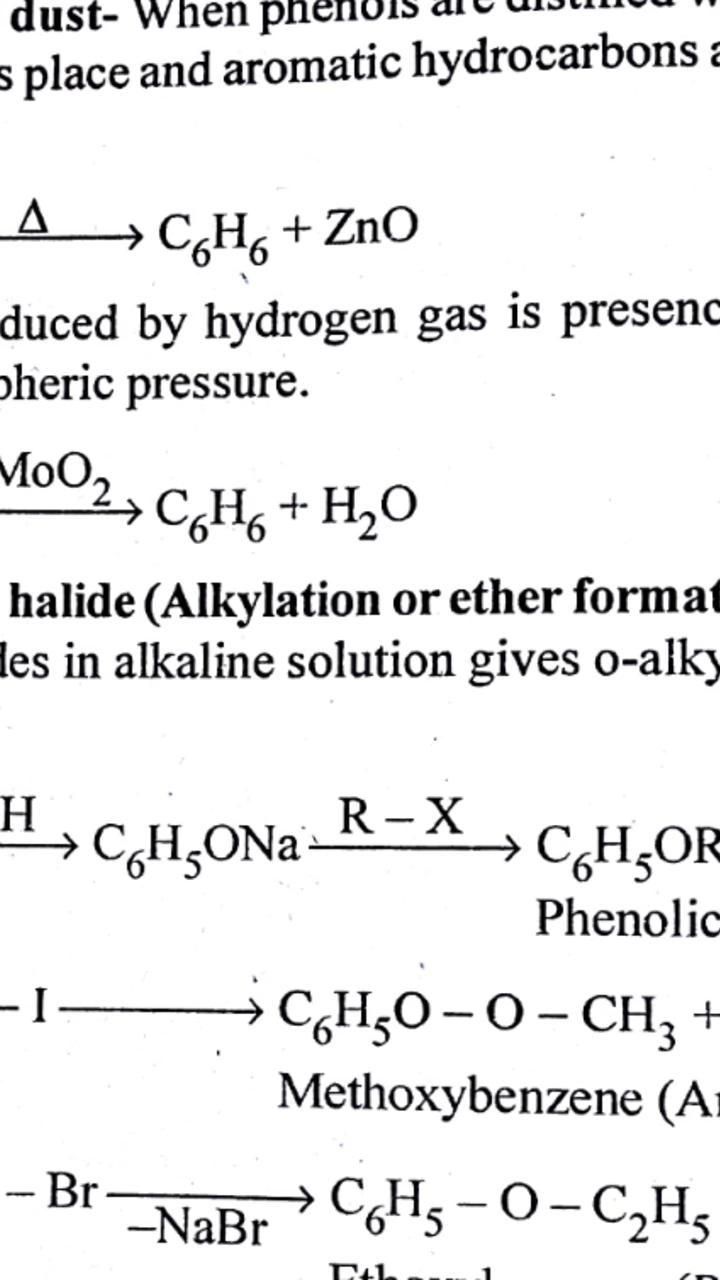 dust- When phenols are distilled
s place and aromatic hydrocarbons a
Δ
⟶ C₆H₆ + ZnO
duced by hydrogen gas is presenc
pheric pressure.
MoO₂
⟶ C₆H₆ + H₂O
halide (Alkylation or ether format
les in alkaline solution gives o-alky
H R – X
⟶ C₆H₅ONa ⟶ C₆H₅OR
Phenolic
– I ⟶ C₆H₅O – O – CH₃ +
Methoxybenzene (A
– Br ⟶ C₆H₅ – O – C₂H₅
–NaBr